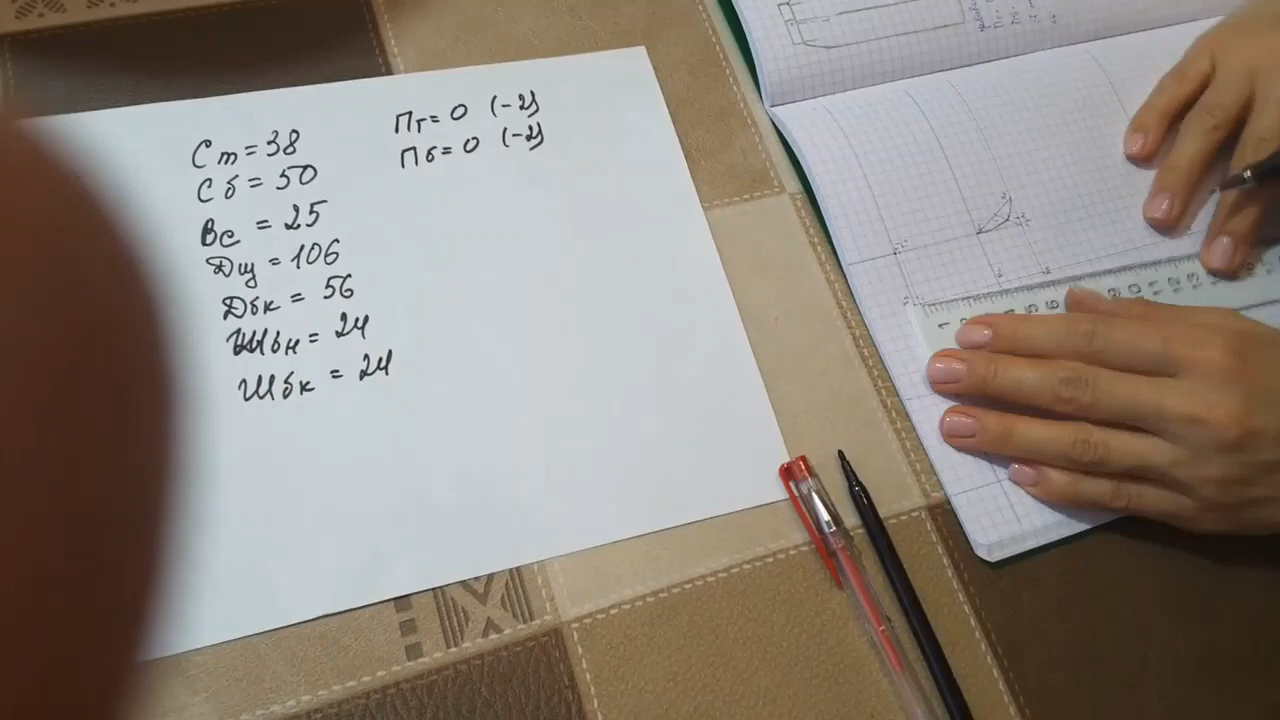 Ст = 38
Сб = 50
Вс = 25
Дщ = 106
Дбк = 56
Шбн = 24
Шбк = 24
Пт = 0 (-2)
Пб = 0 (-2)